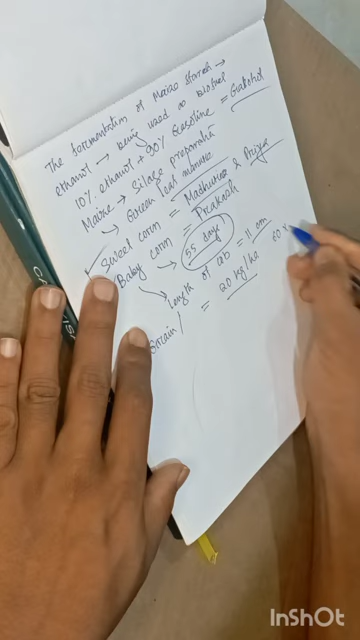 The fermentation of Maize starch →
ethanol → being used as biofuel
10% ethanol + 90% Gasoline = Gasohol
Maize → Silage preparation
→ Green leaf manure
Sweet corn = Madhuri & Priya
Baby corn = Prakash
→ 55 days
→ Length of cob = 11 cm
Grain / = 20 kg/ha 60 x
InShOt